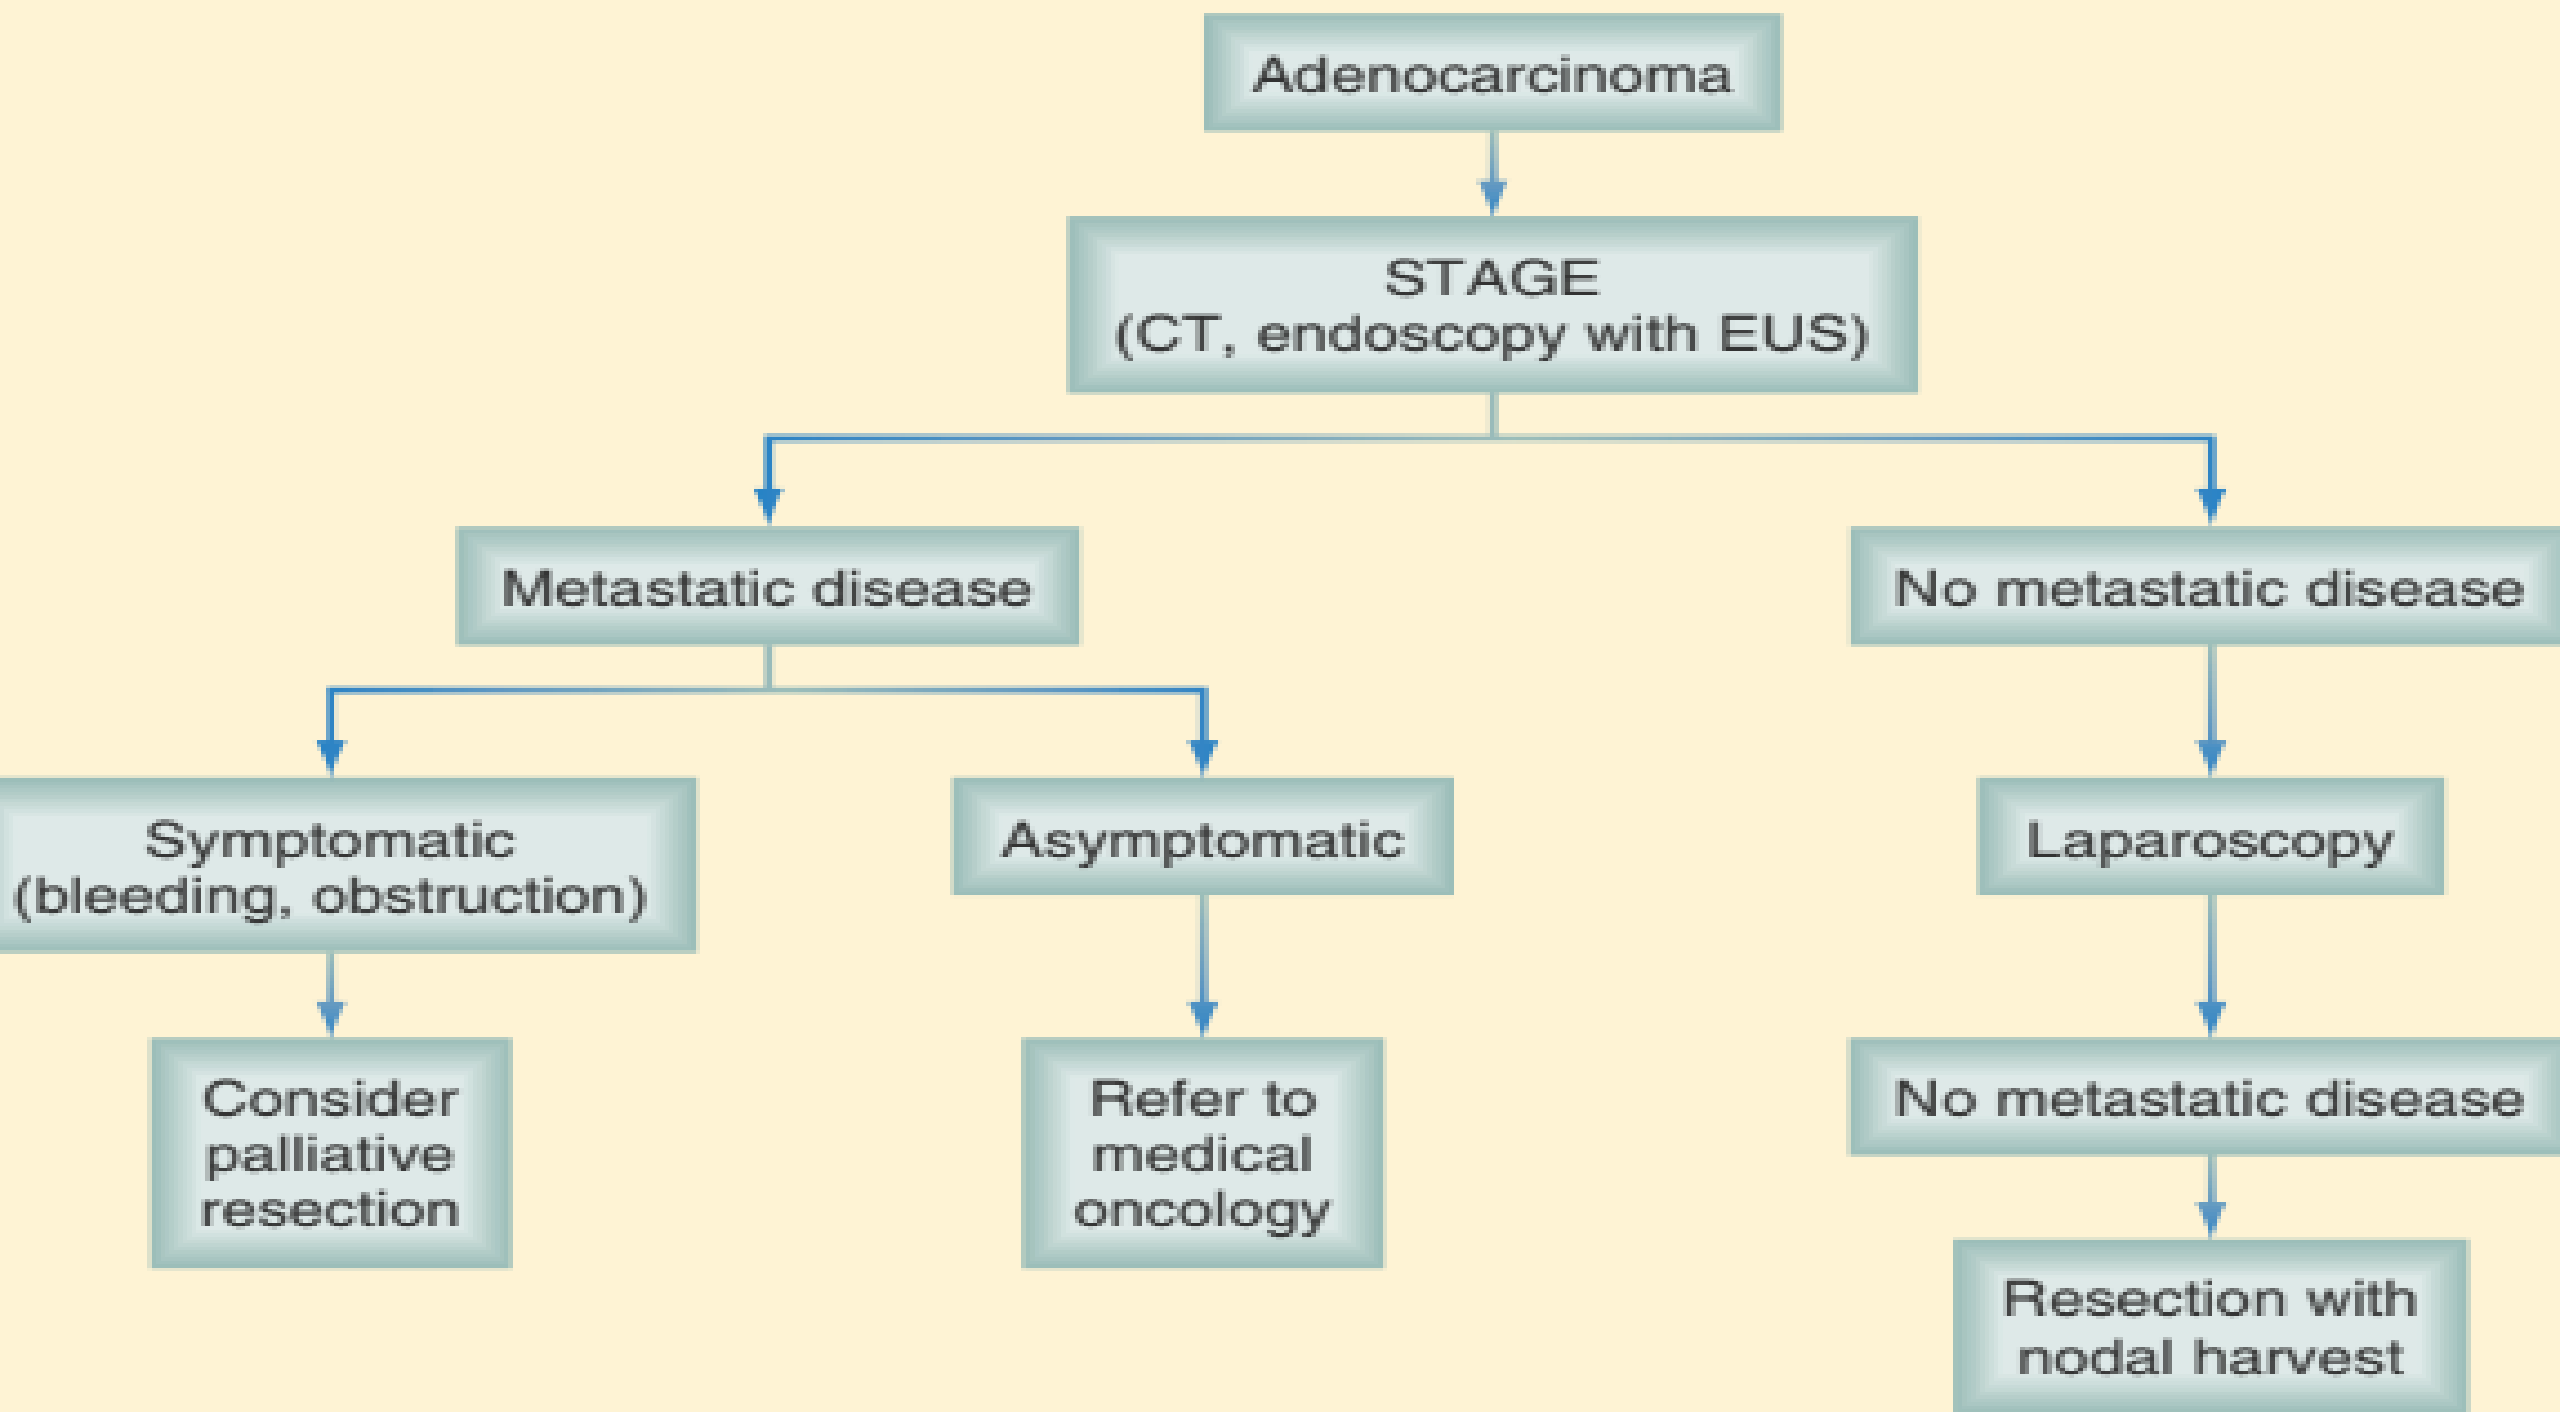 Adenocarcinoma
STAGE
(CT, endoscopy with EUS)
Metastatic disease
No metastatic disease
Symptomatic
(bleeding, obstruction)
Asymptomatic
Laparoscopy
Consider
palliative
resection
Refer to
medical
oncology
No metastatic disease
Resection with
nodal harvest